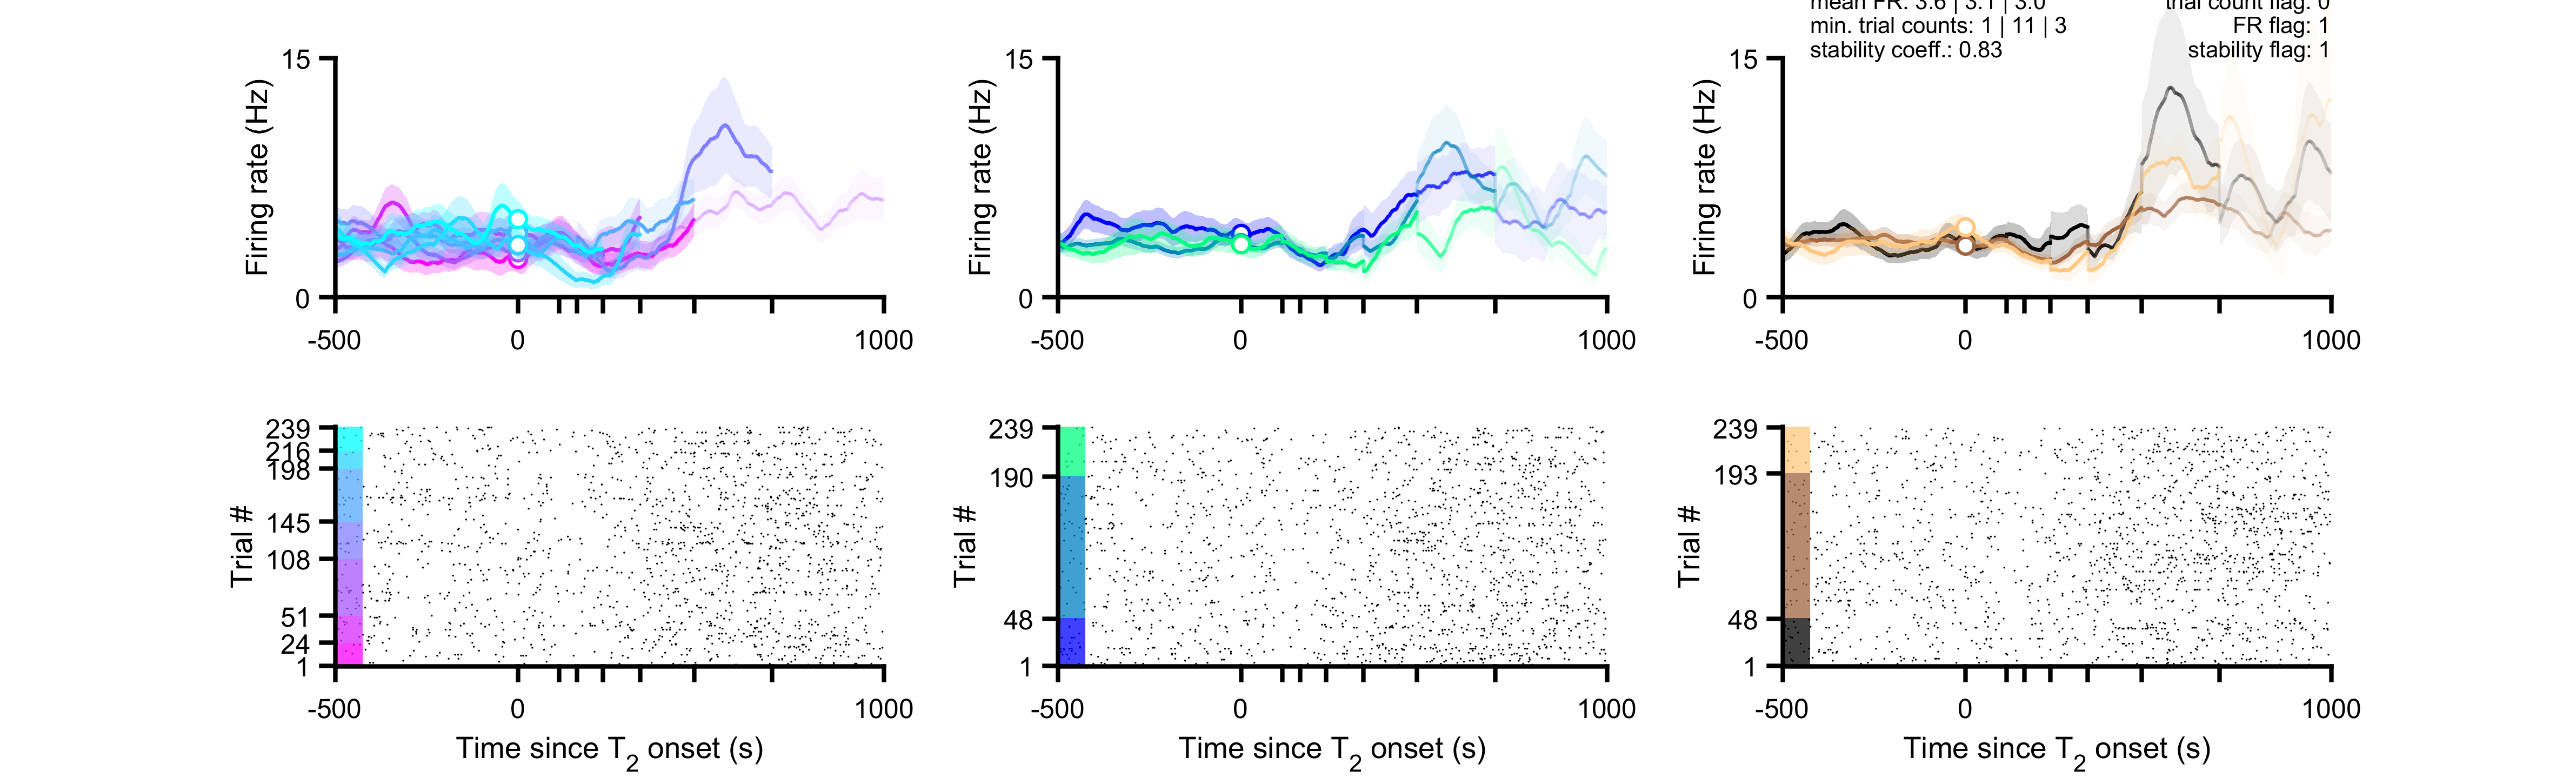 mean FR: 3.6 | 3.1 | 3.0
trial count flag: 0
min. trial counts: 1 | 11 | 3
FR flag: 1
stability coeff.: 0.83
stability flag: 1
15
Firing rate (Hz)
0
-500
0
1000
15
Firing rate (Hz)
0
-500
0
1000
15
Firing rate (Hz)
0
-500
0
1000
239
216
198
145
108
51
24
1
Trial #
-500
0
1000
Time since T2 onset (s)
239
190
48
1
Trial #
-500
0
1000
Time since T2 onset (s)
239
193
48
1
Trial #
-500
0
1000
Time since T2 onset (s)